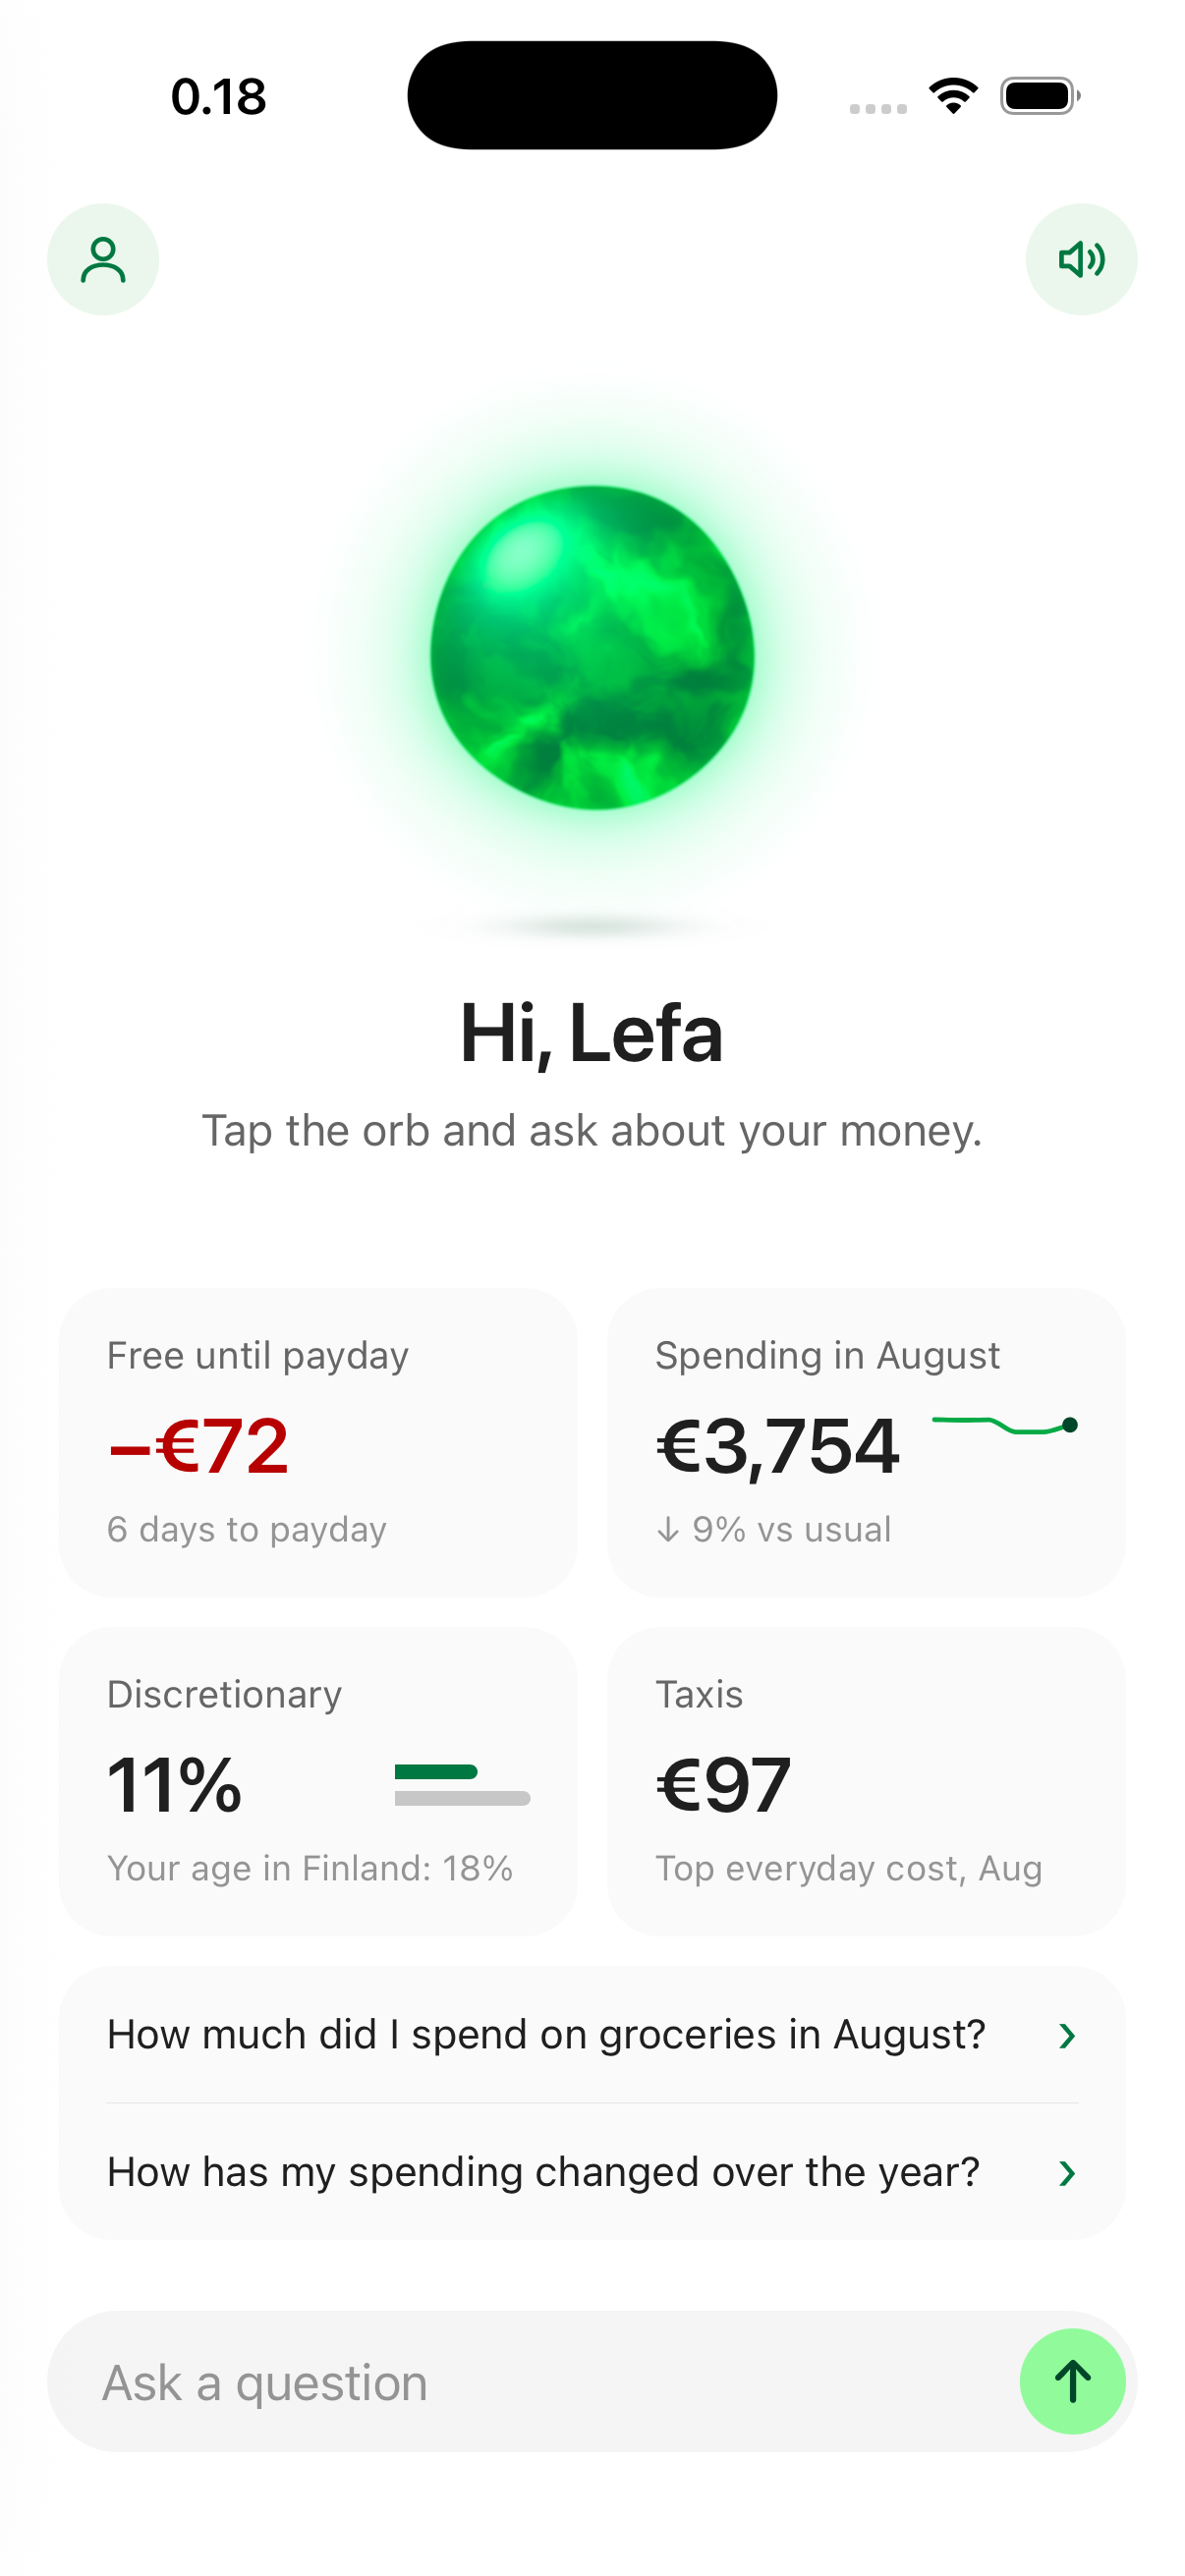 0.18
Hi, Lefa
Tap the orb and ask about your money.
Free until payday
–€72
6 days to payday
Spending in August
€3,754
↓ 9% vs usual
Discretionary
11%
Your age in Finland: 18%
Taxis
€97
Top everyday cost, Aug
How much did I spend on groceries in August?
How has my spending changed over the year?
Ask a question